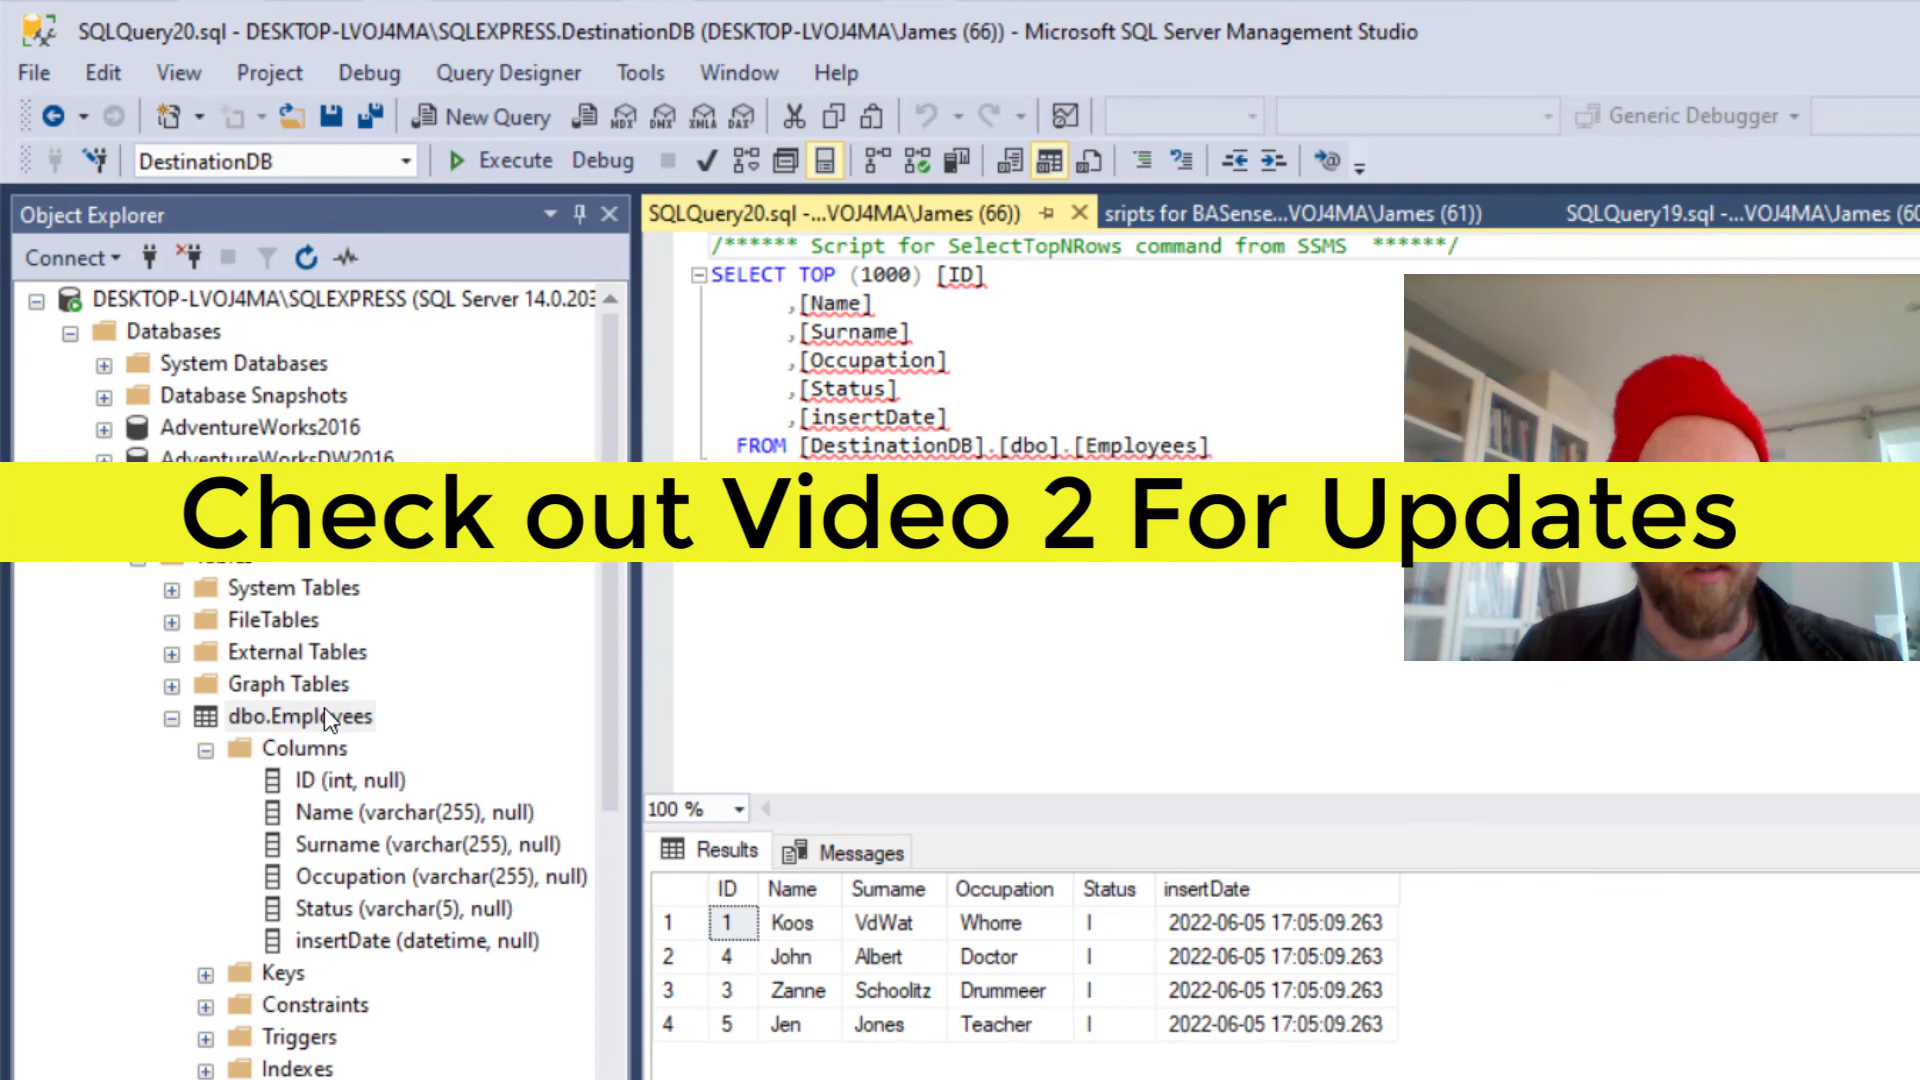 SQLQuery20.sql - DESKTOP-LVOJ4MA\SQLEXPRESS.DestinationDB (DESKTOP-LVOJ4MA\James (66)) - Microsoft SQL Server Management Studio
File Edit View Project Debug Query Designer Tools Window Help
New Query MDX DMX XMLA DAX Generic Debugger
DestinationDB Execute Debug
Object Explorer
SQLQuery20.sql -...VOJ4MA\James (66)) sripts for BASense...VOJ4MA\James (61)) SQLQuery19.sql -...VOJ4MA\James (60
Connect
DESKTOP-LVOJ4MA\SQLEXPRESS (SQL Server 14.0.203
Databases
System Databases
Database Snapshots
AdventureWorks2016
AdventureWorksDW2016
/****** Script for SelectTopNRows command from SSMS ******/
SELECT TOP (1000) [ID]
,[Name]
,[Surname]
,[Occupation]
,[Status]
,[insertDate]
FROM [DestinationDB].[dbo].[Employees]
Check out Video 2 For Updates
System Tables
FileTables
External Tables
Graph Tables
dbo.Employees
Columns
ID (int, null)
Name (varchar(255), null)
Surname (varchar(255), null)
Occupation (varchar(255), null)
Status (varchar(5), null)
insertDate (datetime, null)
Keys
Constraints
Triggers
Indexes
100 %
Results Messages
ID Name Surname Occupation Status insertDate
1 1 Koos VdWat Whorre I 2022-06-05 17:05:09.263
2 4 John Albert Doctor I 2022-06-05 17:05:09.263
3 3 Zanne Schoolitz Drummeer I 2022-06-05 17:05:09.263
4 5 Jen Jones Teacher I 2022-06-05 17:05:09.263